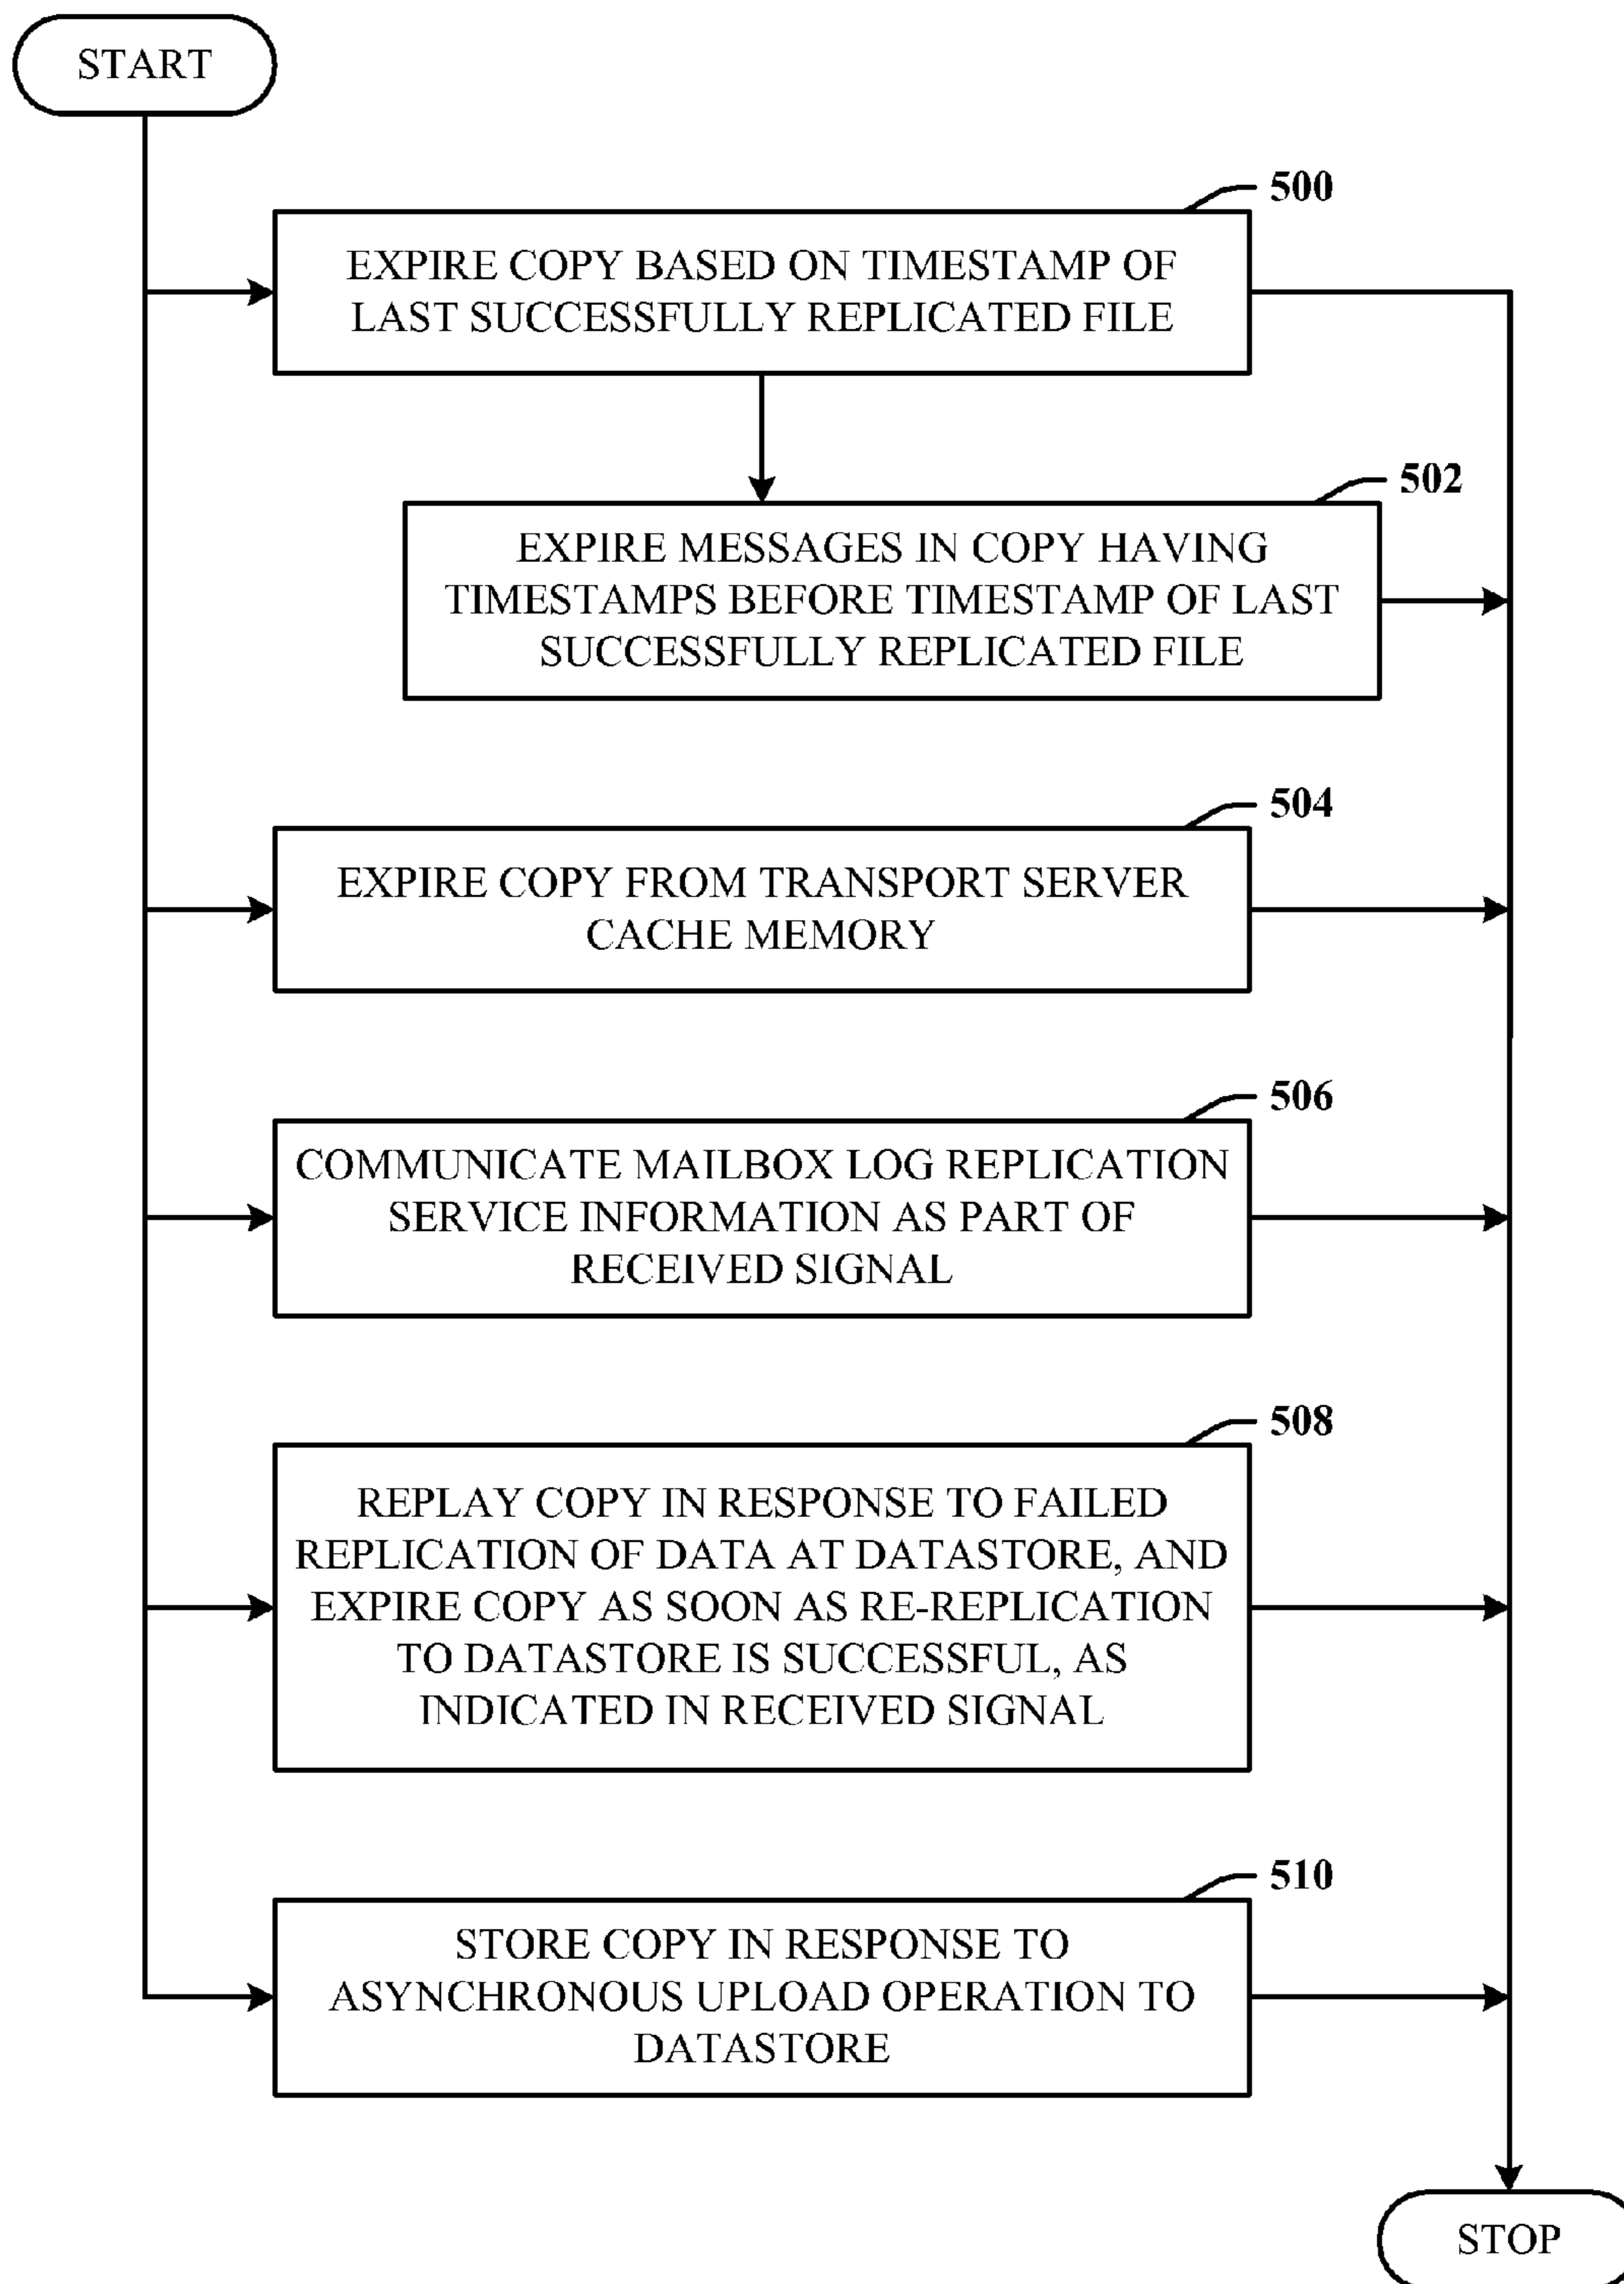 START
500
EXPIRE COPY BASED ON TIMESTAMP OF
LAST SUCCESSFULLY REPLICATED FILE
502
EXPIRE MESSAGES IN COPY HAVING
TIMESTAMPS BEFORE TIMESTAMP OF LAST
SUCCESSFULLY REPLICATED FILE
504
EXPIRE COPY FROM TRANSPORT SERVER
CACHE MEMORY
506
COMMUNICATE MAILBOX LOG REPLICATION
SERVICE INFORMATION AS PART OF
RECEIVED SIGNAL
508
REPLAY COPY IN RESPONSE TO FAILED
REPLICATION OF DATA AT DATASTORE, AND
EXPIRE COPY AS SOON AS RE-REPLICATION
TO DATASTORE IS SUCCESSFUL, AS
INDICATED IN RECEIVED SIGNAL
510
STORE COPY IN RESPONSE TO
ASYNCHRONOUS UPLOAD OPERATION TO
DATASTORE
STOP